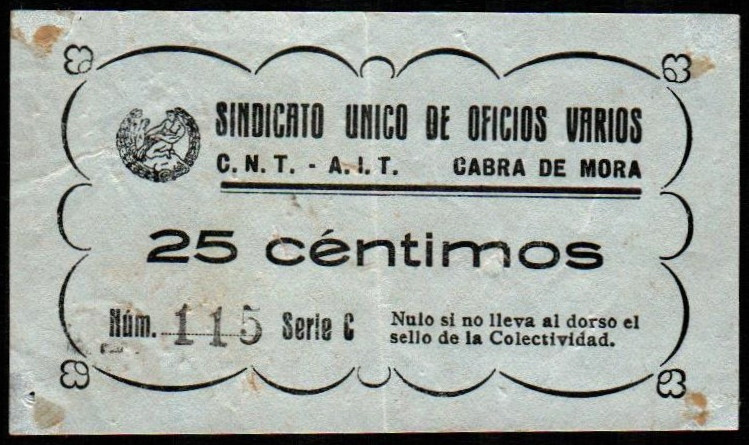 SINDICATO UNICO DE OFICIOS VARIOS
C. N. T. - A. I. T. CABRA DE MORA
25 céntimos
Núm. 115 Serie C
Nulo si no lleva al dorso el
sello de la Colectividad.